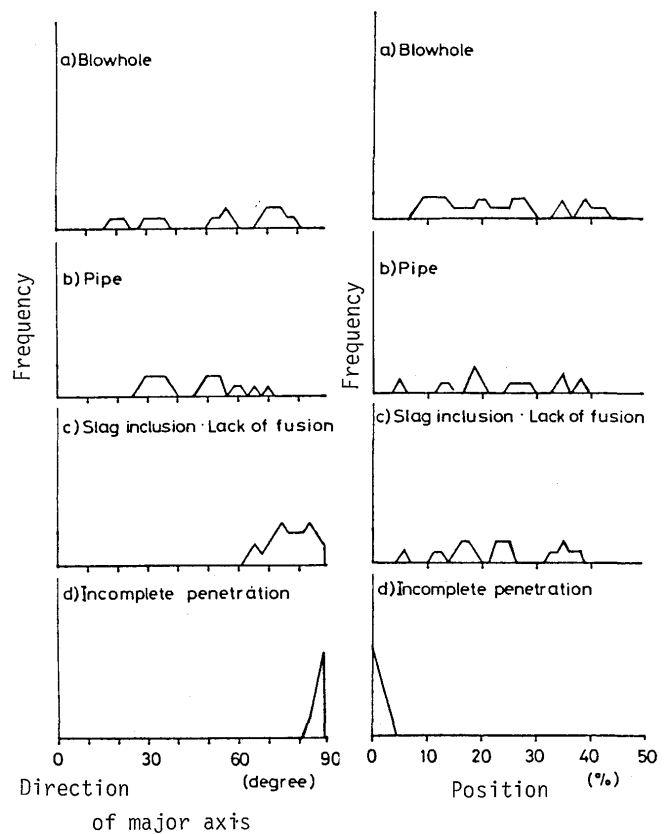 a) Blowhole
b) Pipe
Frequency
c) Slag inclusion · Lack of fusion
d) Incomplete penetration
0 30 60 90
(degree)
Direction
of major axis
a) Blowhole
b) Pipe
Frequency
c) Slag inclusion · Lack of fusion
d) Incomplete penetration
0 10 20 30 40 50
Position (%)